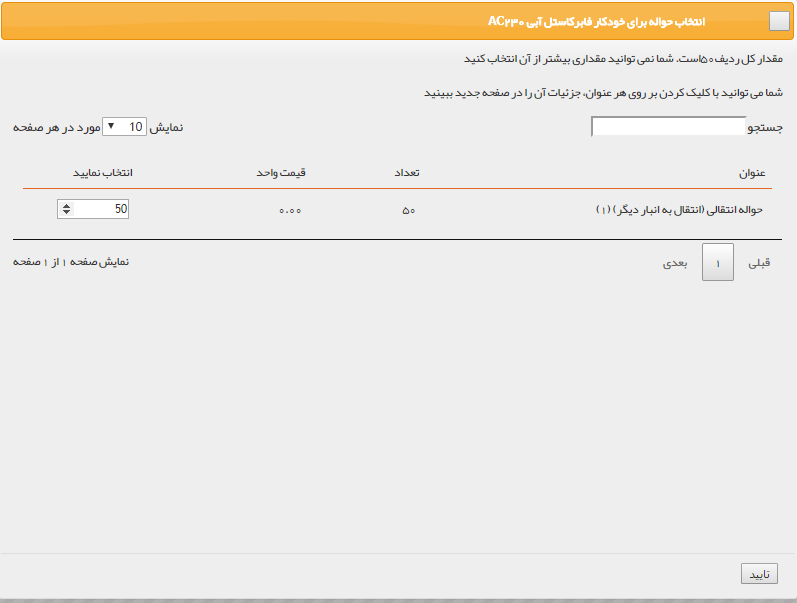 انتخاب حواله برای خودکار فابرکاستل آبی AC۲۳۰
مقدار کل ردیف ۵۰است. شما نمی توانید مقداری بیشتر از آن انتخاب کنید
شما می توانید با کلیک کردن بر روی هر عنوان، جزئیات آن را در صفحه جدید ببینید
جستجو نمایش 10 مورد در هر صفحه
عنوان تعداد قیمت واحد انتخاب نمایید
حواله انتقالی (انتقال به انبار دیگر) (۱) ۵۰ ۰.۰۰ 50
قبلی ۱ بعدی نمایش صفحه ۱ از ۱ صفحه
تایید